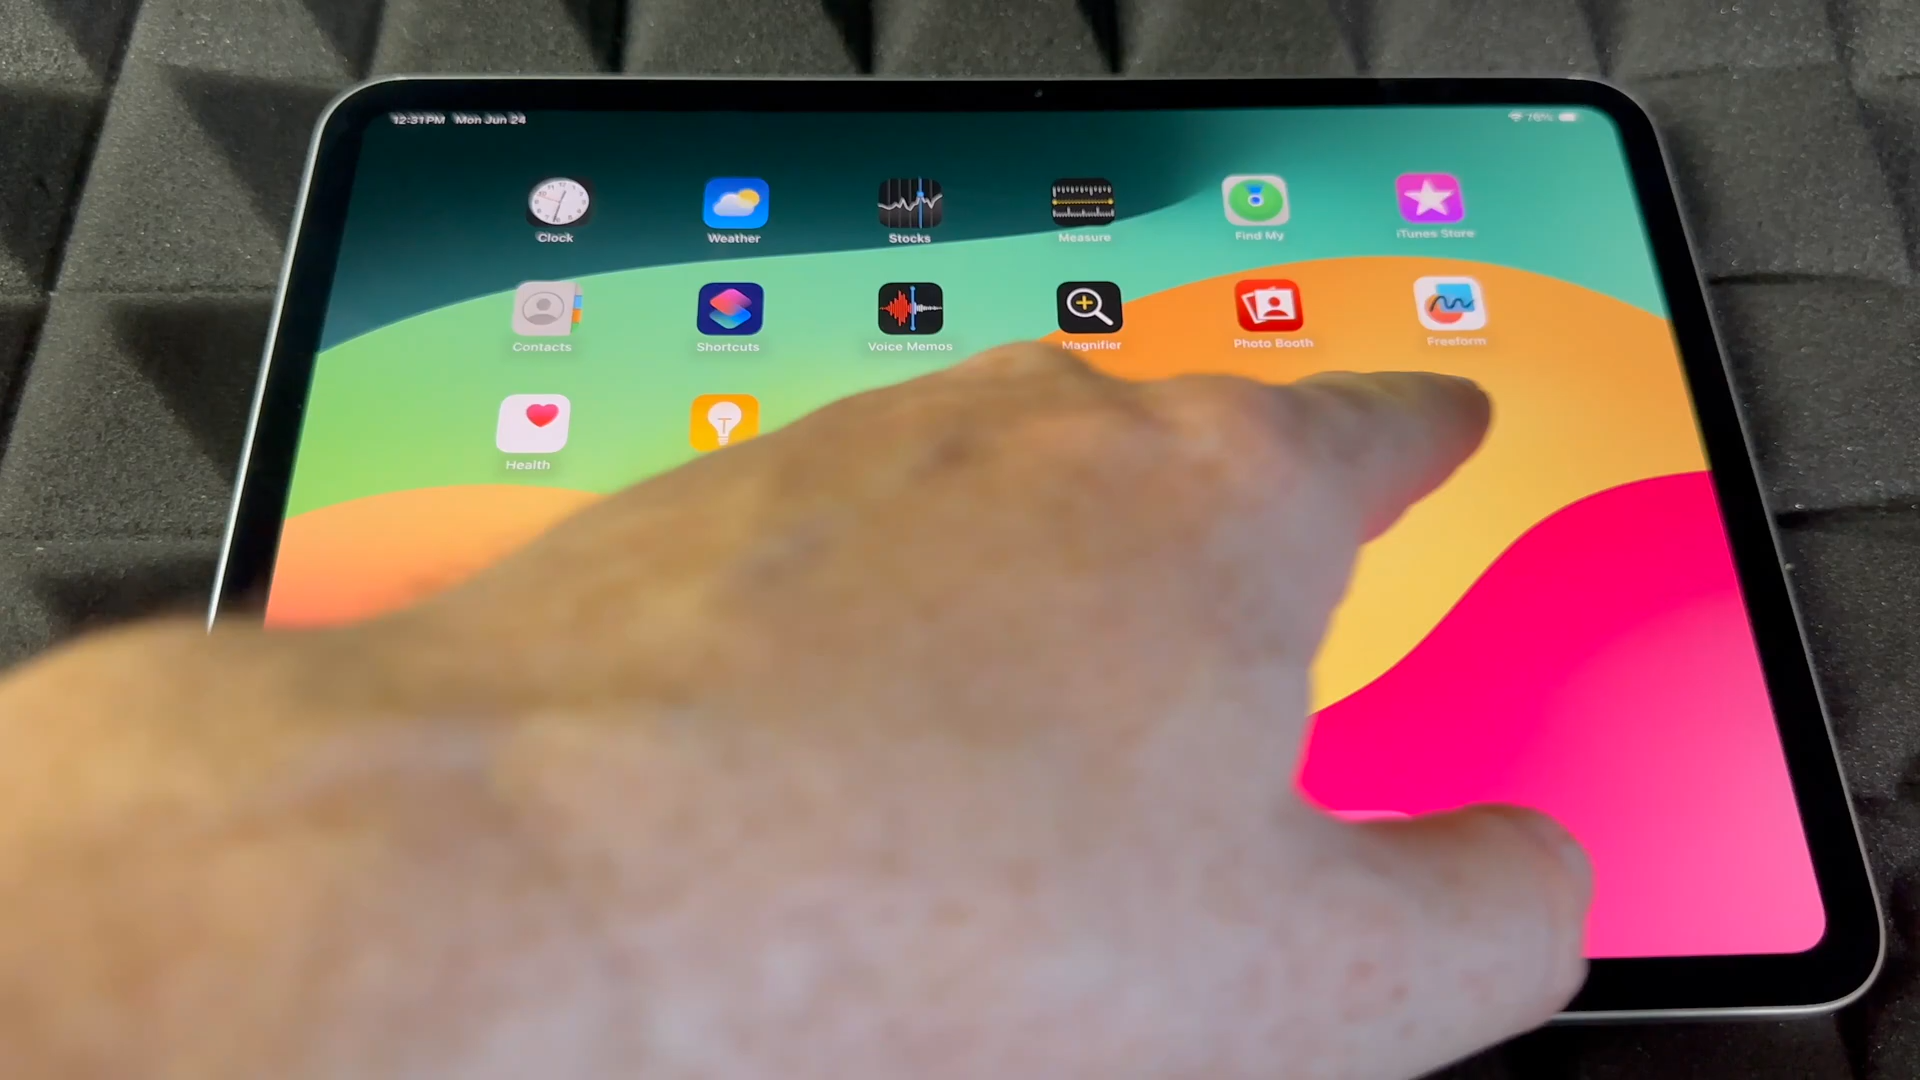 12:31PM Mon Jun 24 76%
Clock Weather Stocks Measure Find My iTunes Store
Contacts Shortcuts Voice Memos Magnifier Photo Booth Freeform
Health